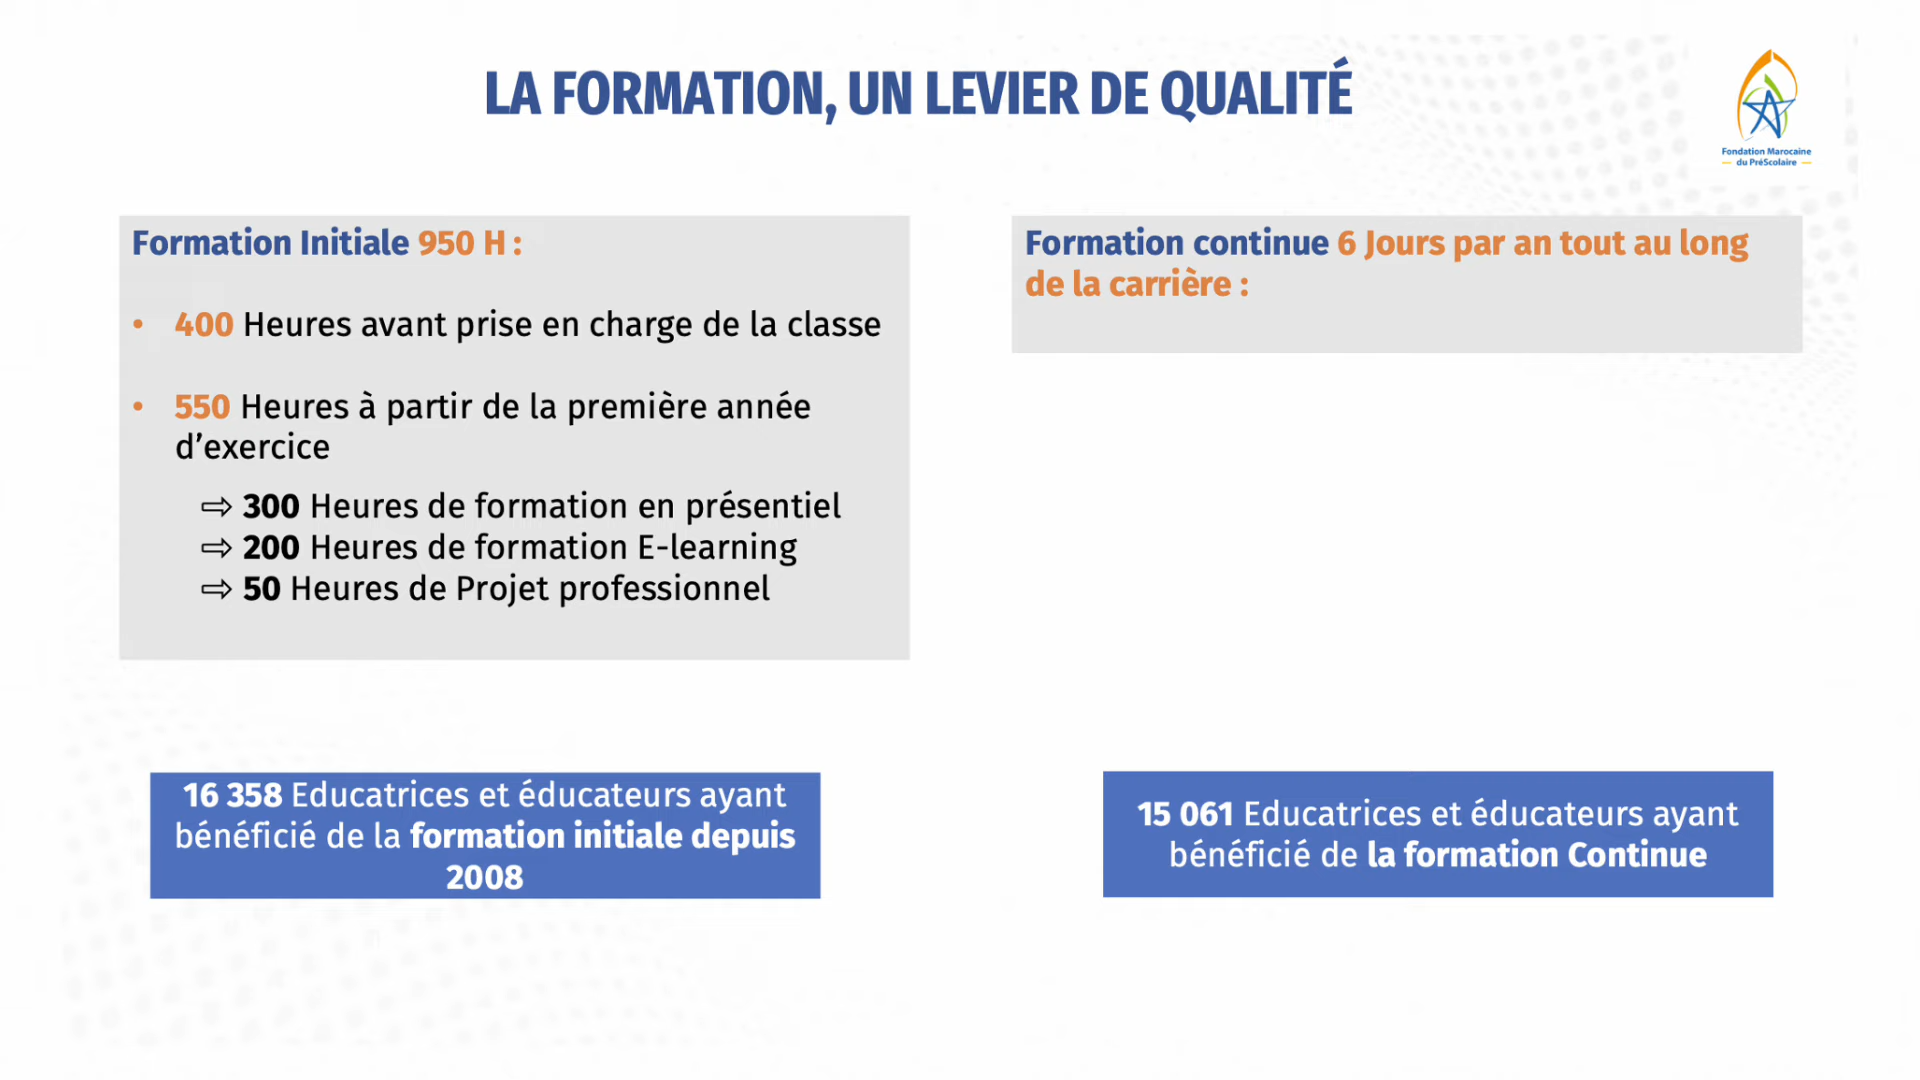 LA FORMATION, UN LEVIER DE QUALITÉ
Fondation Marocaine
du PréScolaire
Formation Initiale 950 H :
• 400 Heures avant prise en charge de la classe
• 550 Heures à partir de la première année
d’exercice
⇨ 300 Heures de formation en présentiel
⇨ 200 Heures de formation E-learning
⇨ 50 Heures de Projet professionnel
Formation continue 6 Jours par an tout au long
de la carrière :
16 358 Educatrices et éducateurs ayant
bénéficié de la formation initiale depuis
2008
15 061 Educatrices et éducateurs ayant
bénéficié de la formation Continue